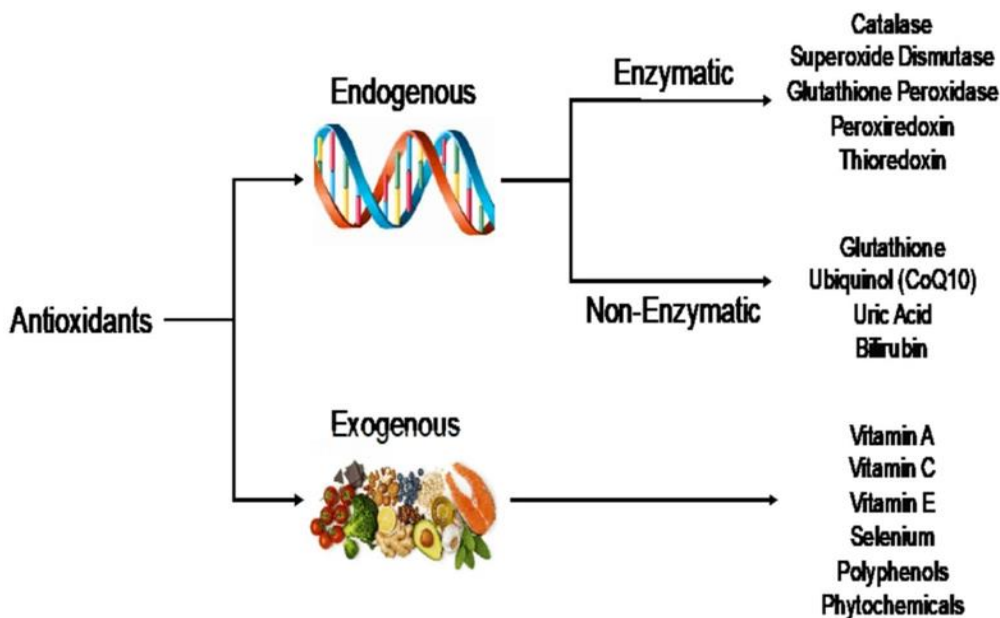 Catalase
Superoxide Dismutase
Glutathione Peroxidase
Peroxiredoxin
Thioredoxin
Enzymatic
Endogenous
Glutathione
Ubiquinol (CoQ10)
Uric Acid
Bilirubin
Non-Enzymatic
Antioxidants
Exogenous
Vitamin A
Vitamin C
Vitamin E
Selenium
Polyphenols
Phytochemicals